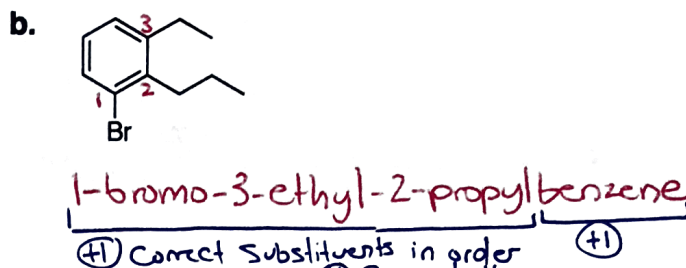 b.
3
1
2
Br
1-bromo-3-ethyl-2-propylbenzene
+1 Correct Substituents in order +1